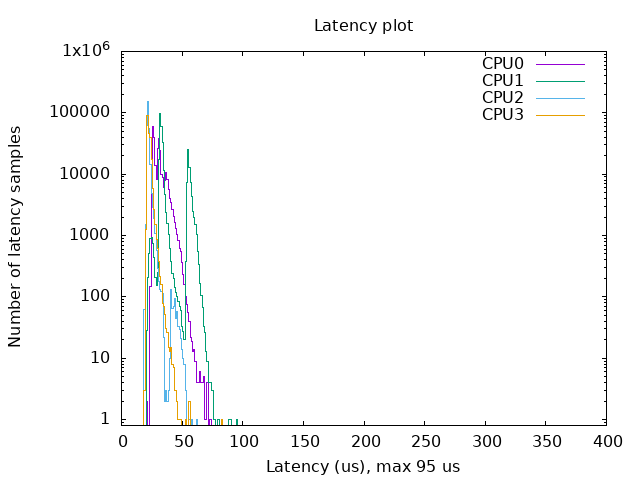 Latency plot
1x10^6
100000
10000
1000
100
10
1
Number of latency samples
CPU0
CPU1
CPU2
CPU3
0 50 100 150 200 250 300 350 400
Latency (us), max 95 us